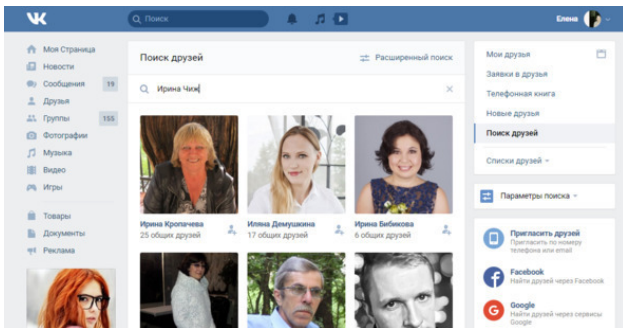 Поиск
Елена
Моя Страница
Новости
Сообщения 19
Друзья
Группы 155
Фотографии
Музыка
Видео
Игры
Товары
Документы
Реклама
Поиск друзей
Расширенный поиск
Ирина Чиж
Ирина Кропачева
25 общих друзей
Иляна Демушкина
17 общих друзей
Ирина Бибикова
6 общих друзей
Мои друзья
Заявки в друзья
Телефонная книга
Новые друзья
Поиск друзей
Списки друзей
Параметры поиска
Пригласить друзей
Пригласить по номеру
телефона или email
Facebook
Найти друзей через Facebook
Google
Найти друзей через сервисы
Google